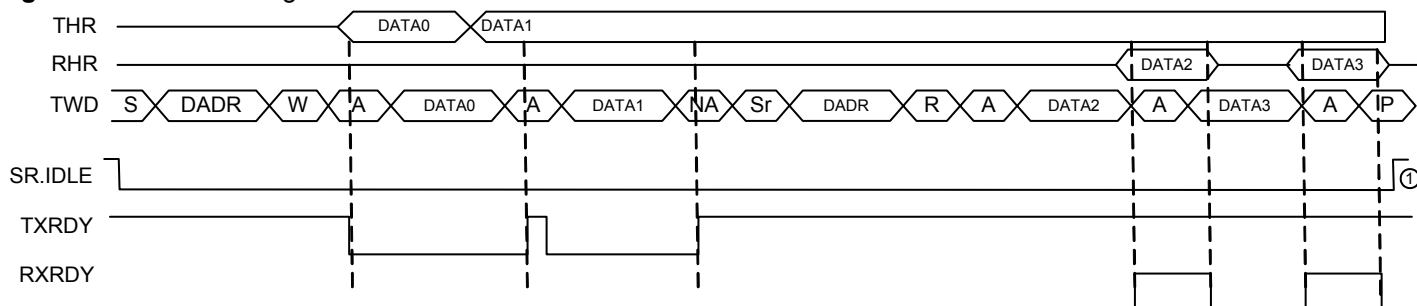 THR DATA0 DATA1
RHR DATA2 DATA3
TWD S DADR W A DATA0 A DATA1 NA Sr DADR R A DATA2 A DATA3 A P
SR.IDLE 1
TXRDY
RXRDY